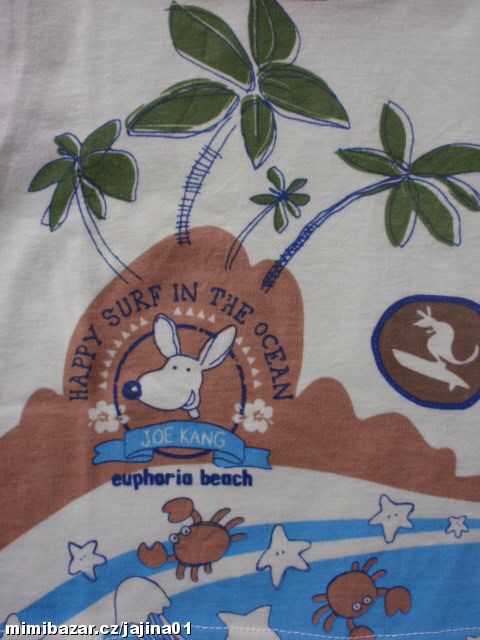 HAPPY SURF IN THE OCEAN
JOE KANG
euphoria beach
mimibazar.cz/jajina01